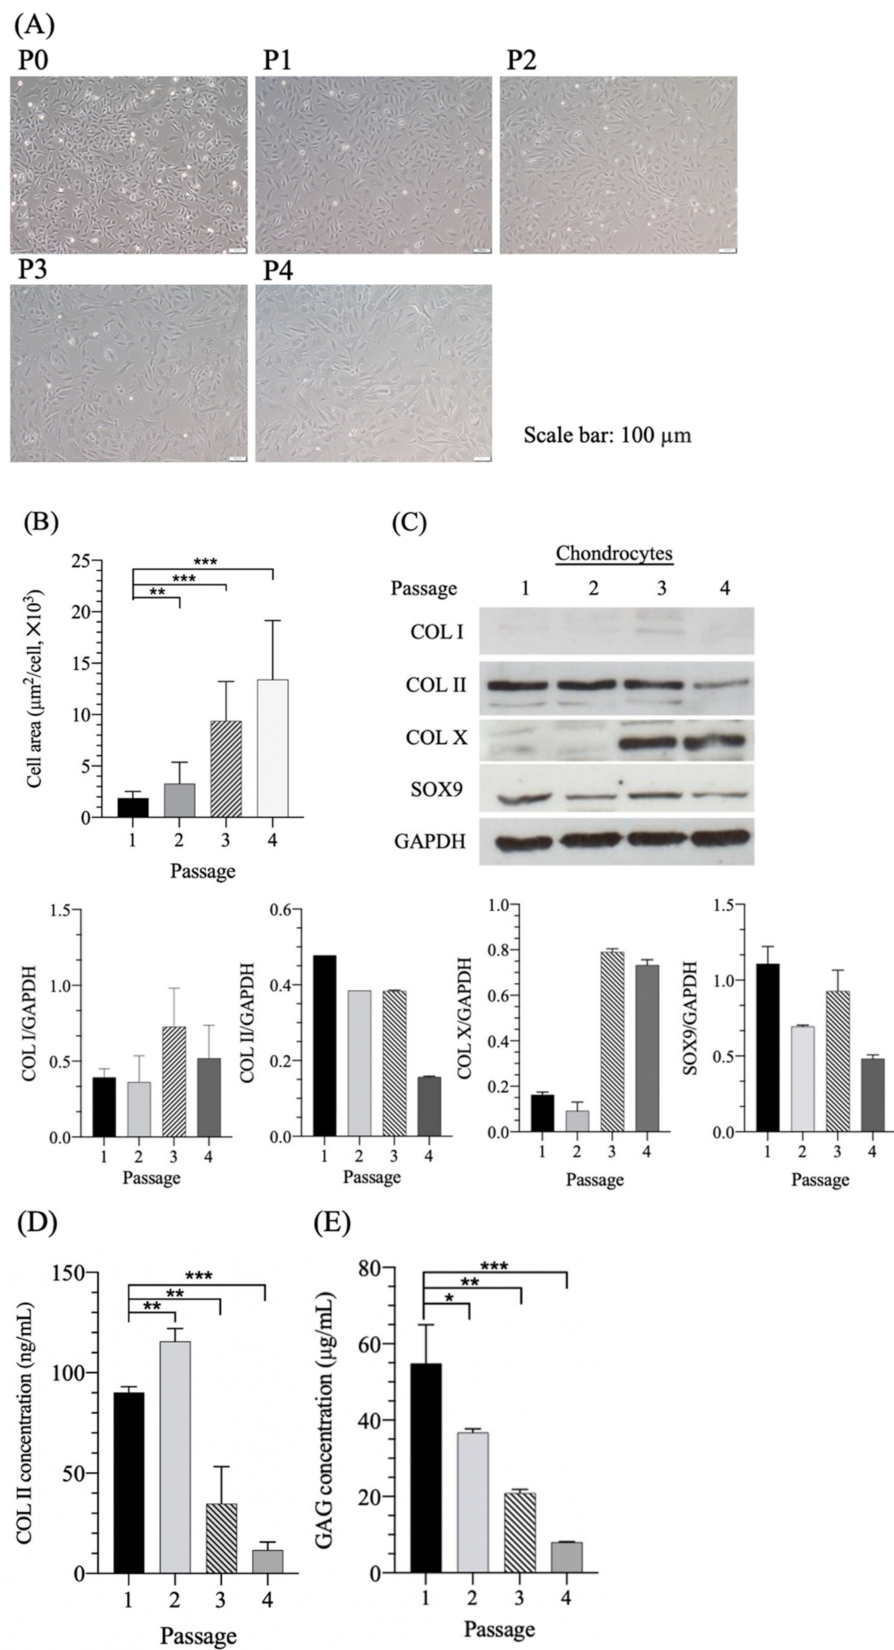 (A)
P0 P1 P2
P3 P4
Scale bar: 100 µm
(B)
25
20
15
10
5
0
Cell area (µm²/cell, ×10³)
***
***
**
1 2 3 4
Passage
(C)
Chondrocytes
Passage 1 2 3 4
COL I
COL II
COL X
SOX9
GAPDH
1.5
1.0
0.5
0.0
COL I/GAPDH
1 2 3 4
Passage
0.6
0.4
0.2
0.0
COL II/GAPDH
1 2 3 4
Passage
1.0
0.8
0.6
0.4
0.2
0.0
COL X/GAPDH
1 2 3 4
Passage
1.5
1.0
0.5
0.0
SOX9/GAPDH
1 2 3 4
Passage
(D)
150
100
50
0
COL II concentration (ng/mL)
***
**
**
1 2 3 4
Passage
(E)
80
60
40
20
0
GAG concentration (µg/mL)
***
**
*
1 2 3 4
Passage